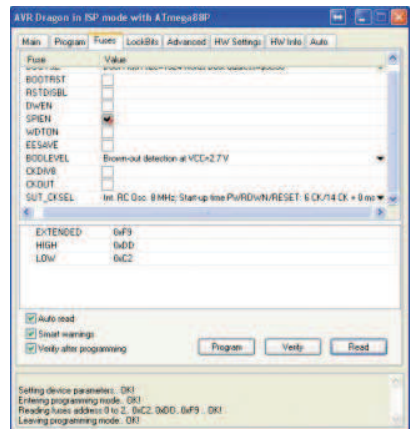 AVR Dragon in ISP mode with ATmega88P
Main Program Fuses LockBits Advanced HW Settings HW Info Auto
Fuse Value
BOOTRST
RSTDISBL
DWEN
SPIEN
WDTON
EESAVE
BODLEVEL Brown-out detection at VCC=2.7 V
CKDIV8
CKOUT
SUT_CKSEL Int. RC Osc. 8 MHz; Start-up time PWRDWN/RESET: 6 CK/14 CK + 0 ms
EXTENDED 0xF9
HIGH 0xDD
LOW 0xC2
Auto read
Smart warnings
Verify after programming
Program Verify Read
Setting device parameters.. OK!
Entering programming mode.. OK!
Reading fuses address 0 to 2.. 0xC2, 0xDD, 0xF9 .. OK!
Leaving programming mode.. OK!